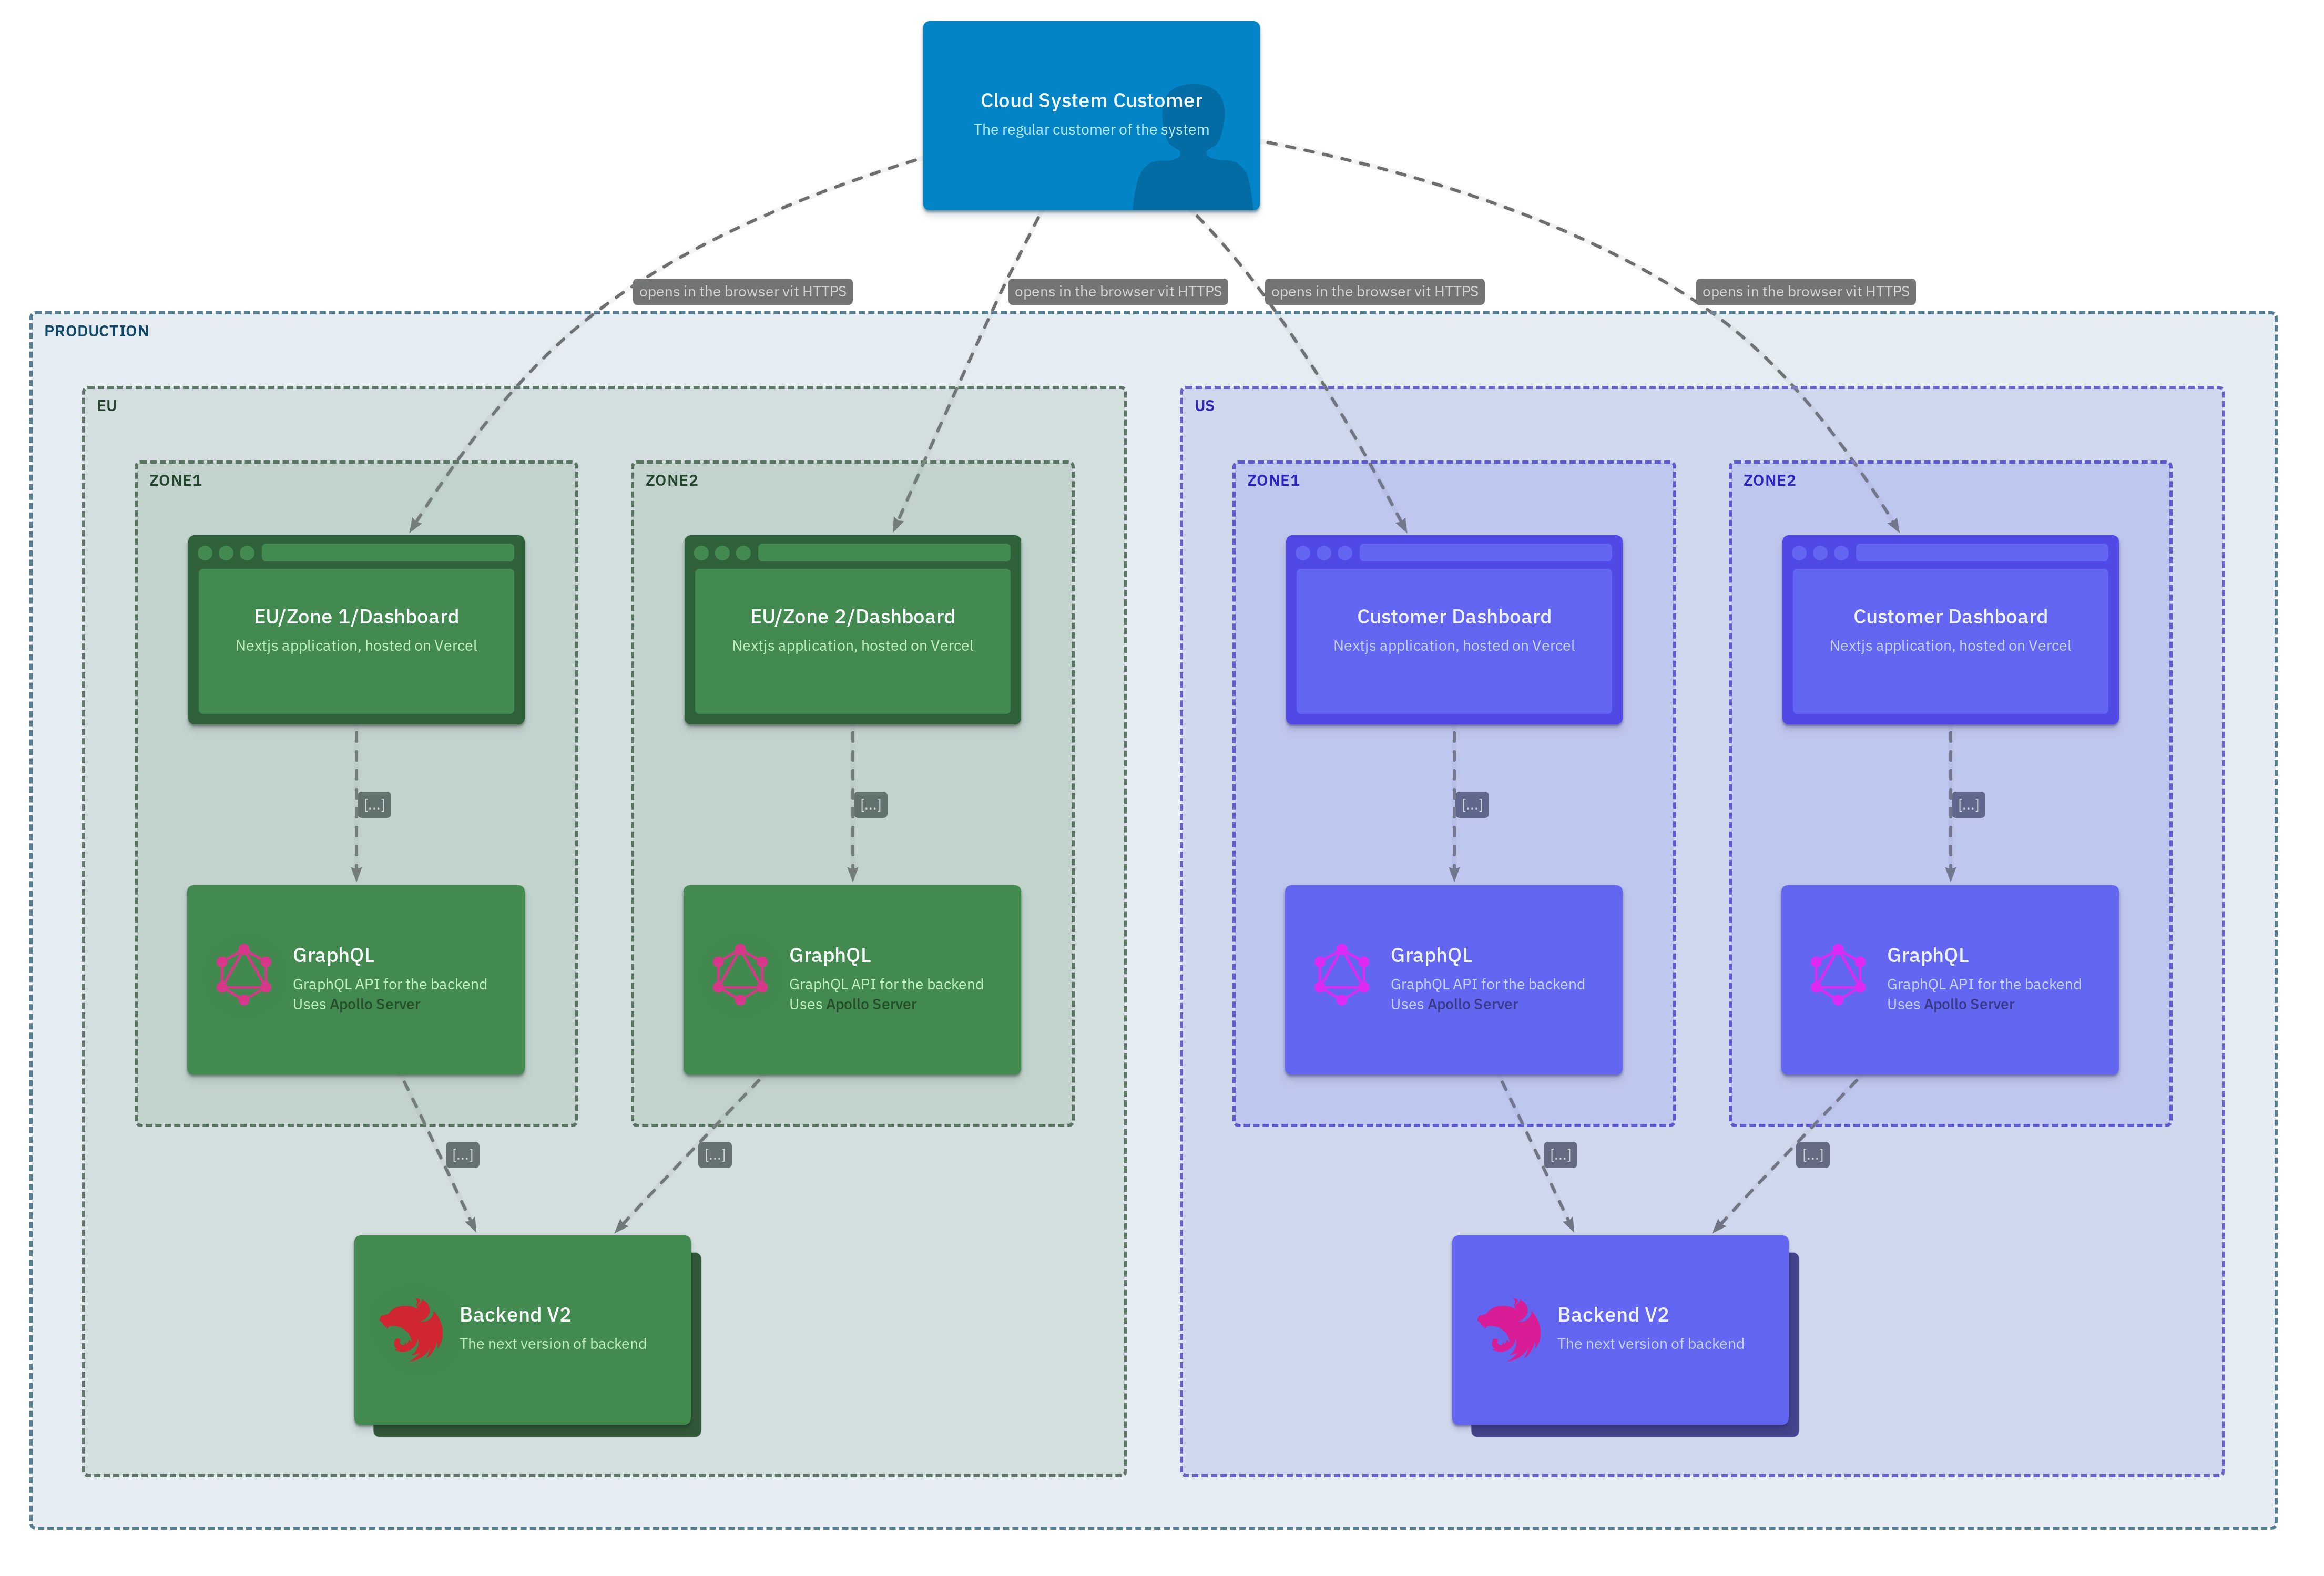 Cloud System Customer
The regular customer of the system
opens in the browser vit HTTPS
opens in the browser vit HTTPS
opens in the browser vit HTTPS
opens in the browser vit HTTPS
PRODUCTION
EU
ZONE1
EU/Zone 1/Dashboard
Nextjs application, hosted on Vercel
[...]
GraphQL
GraphQL API for the backend
Uses Apollo Server
[...]
ZONE2
EU/Zone 2/Dashboard
Nextjs application, hosted on Vercel
[...]
GraphQL
GraphQL API for the backend
Uses Apollo Server
[...]
Backend V2
The next version of backend
US
ZONE1
Customer Dashboard
Nextjs application, hosted on Vercel
[...]
GraphQL
GraphQL API for the backend
Uses Apollo Server
[...]
ZONE2
Customer Dashboard
Nextjs application, hosted on Vercel
[...]
GraphQL
GraphQL API for the backend
Uses Apollo Server
[...]
Backend V2
The next version of backend